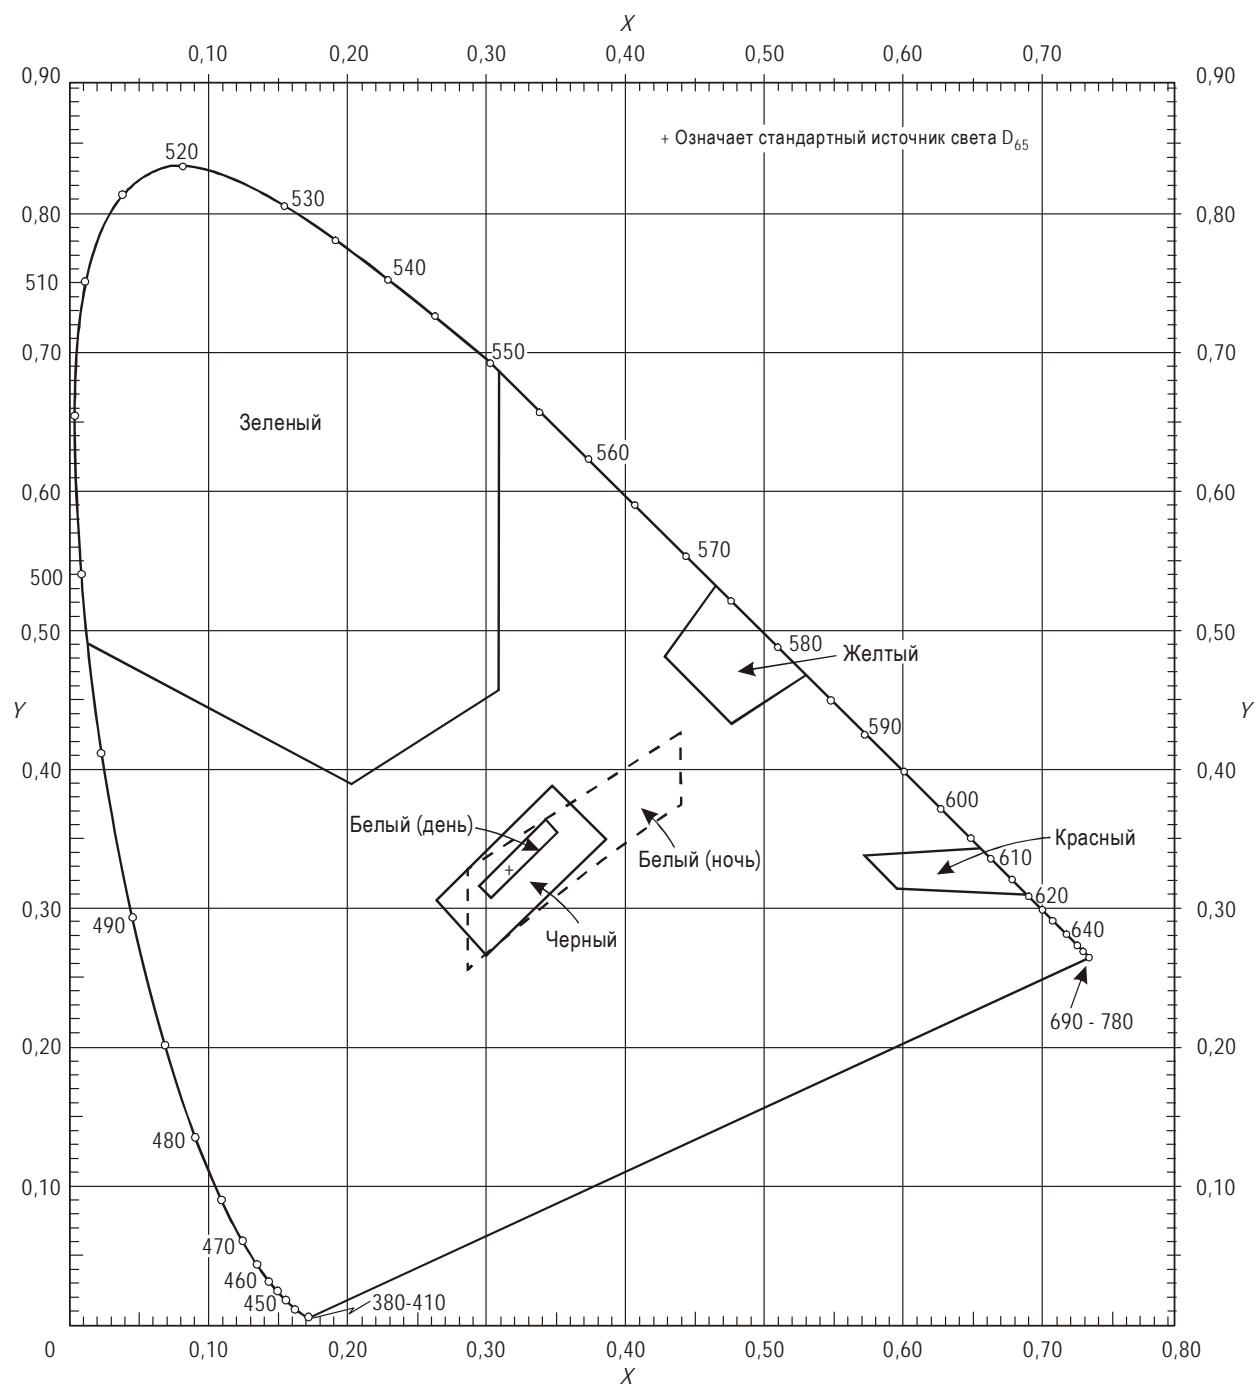 X
0,10 0,20 0,30 0,40 0,50 0,60 0,70
0,90 0,90
+ Означает стандартный источник света D65
520
530
0,80 0,80
540
510
550
0,70 0,70
Зеленый
560
0,60 0,60
570
500
0,50 0,50
580
Желтый
Y Y
590
0,40 0,40
600
Белый (день)
Красный
610
Белый (ночь)
620
0,30 0,30
490
640
Черный
690 - 780
0,20 0,20
480
0,10 0,10
470
460
450
380-410
0 0,10 0,20 0,30 0,40 0,50 0,60 0,70 0,80
X